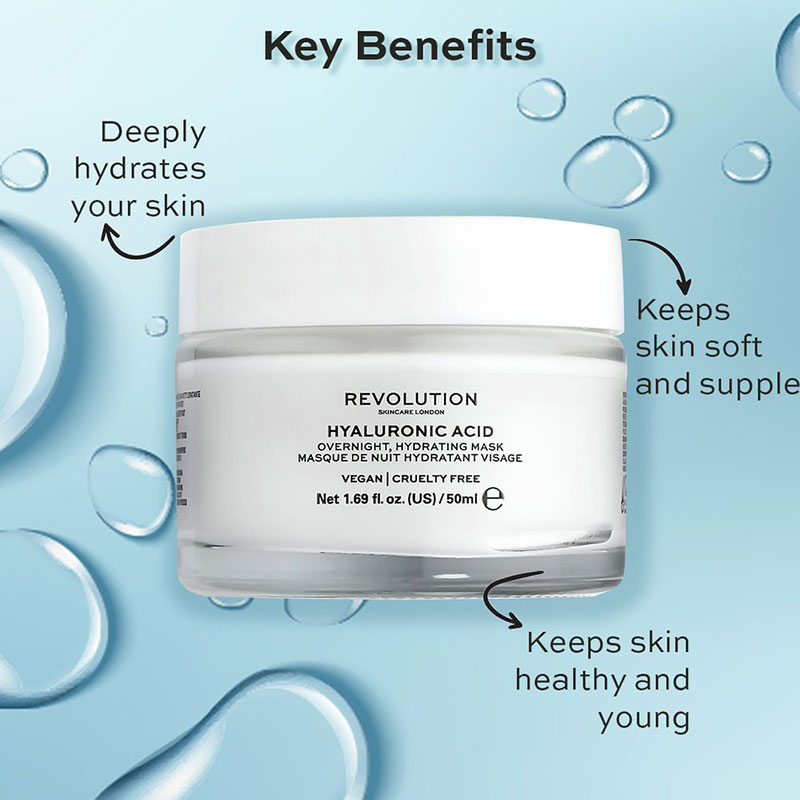 Key Benefits
Deeply
hydrates
your skin
Keeps
skin soft
and supple
REVOLUTION
SKINCARE LONDON
HYALURONIC ACID
OVERNIGHT, HYDRATING MASK
MASQUE DE NUIT HYDRATANT VISAGE
VEGAN | CRUELTY FREE
Net 1.69 fl. oz. (US) / 50ml ℮
Keeps skin
healthy and
young